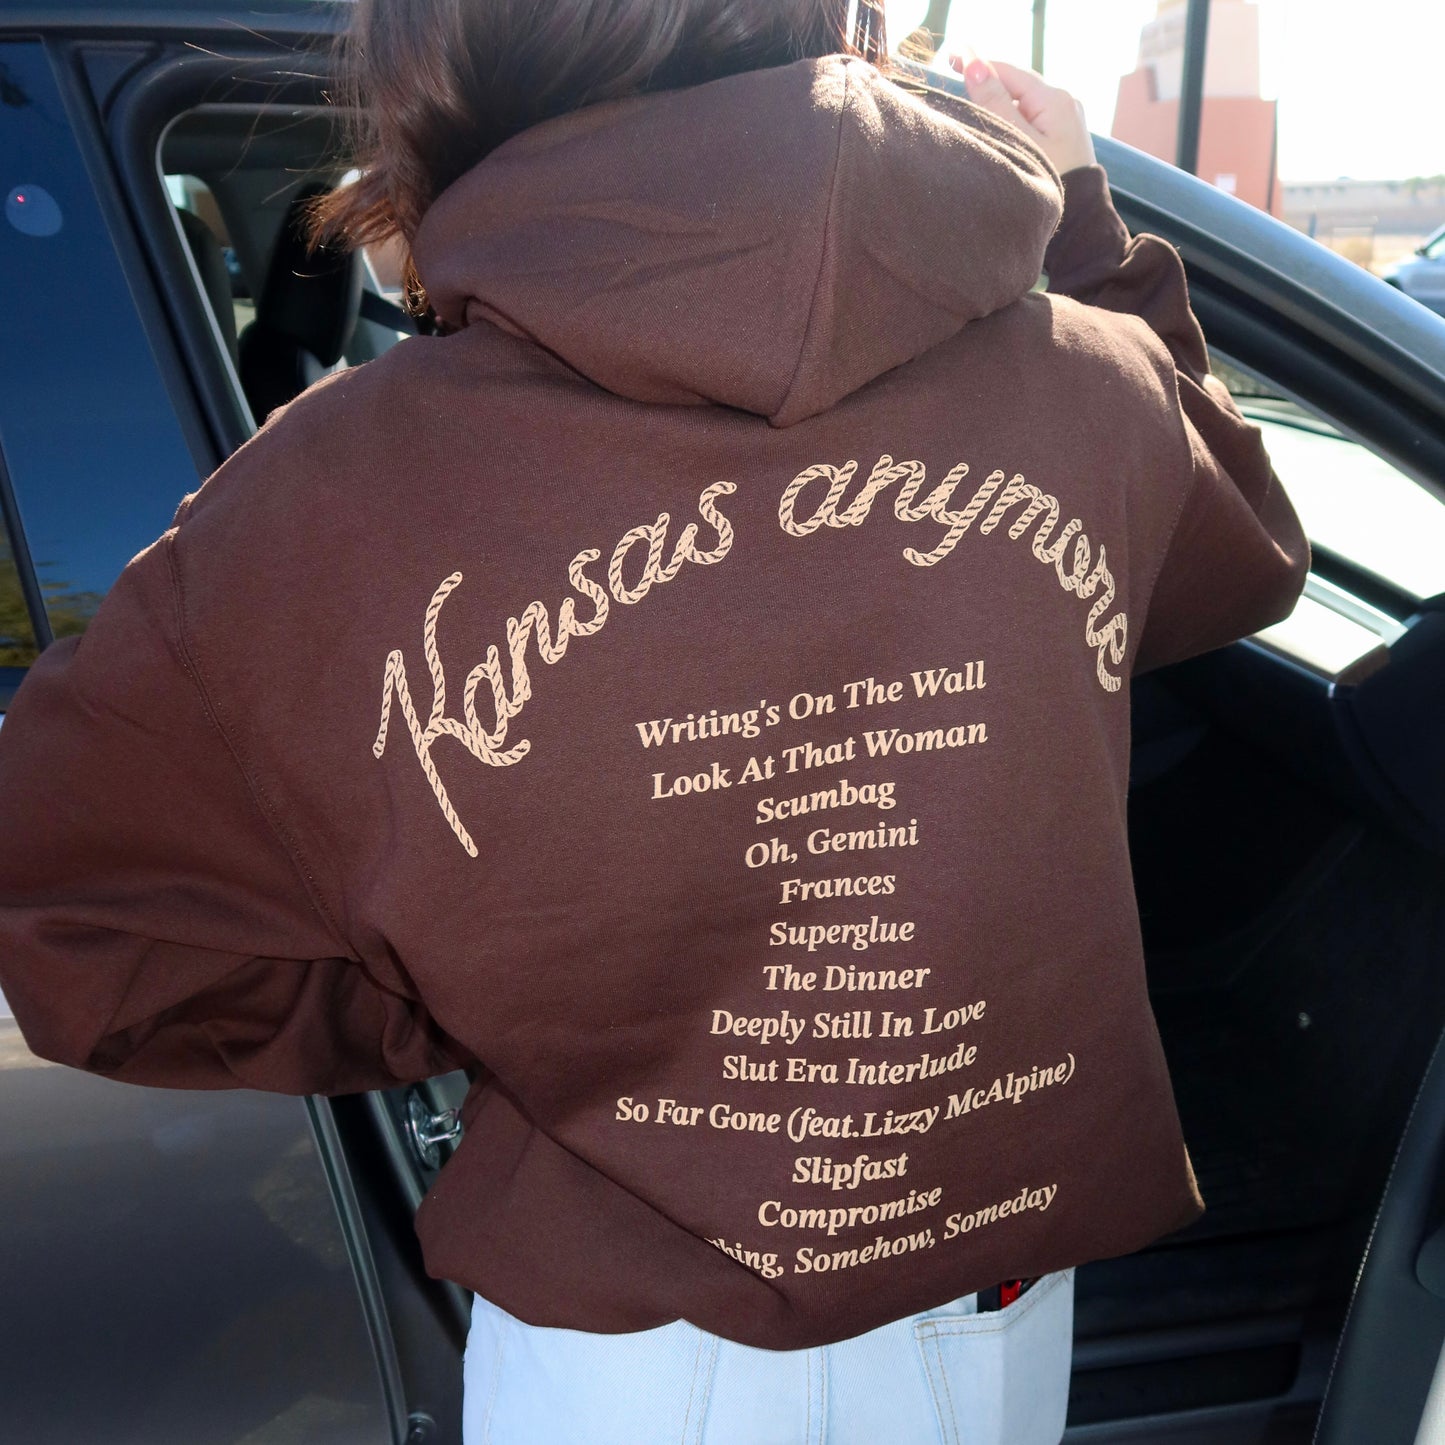 Kansas anymore
Writing's On The Wall
Look At That Woman
Scumbag
Oh, Gemini
Frances
Superglue
The Dinner
Deeply Still In Love
Slut Era Interlude
So Far Gone (feat.Lizzy McAlpine)
Slipfast
Compromise
Somehow, Someday